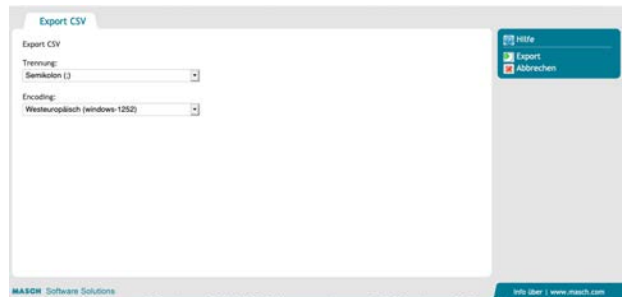 Export CSV
Export CSV
Trennung:
Semikolon (;)
Encoding:
Westeuropäisch (windows-1252)
Hilfe
Export
Abbrechen
MASCH Software Solutions
Info über | www.masch.com